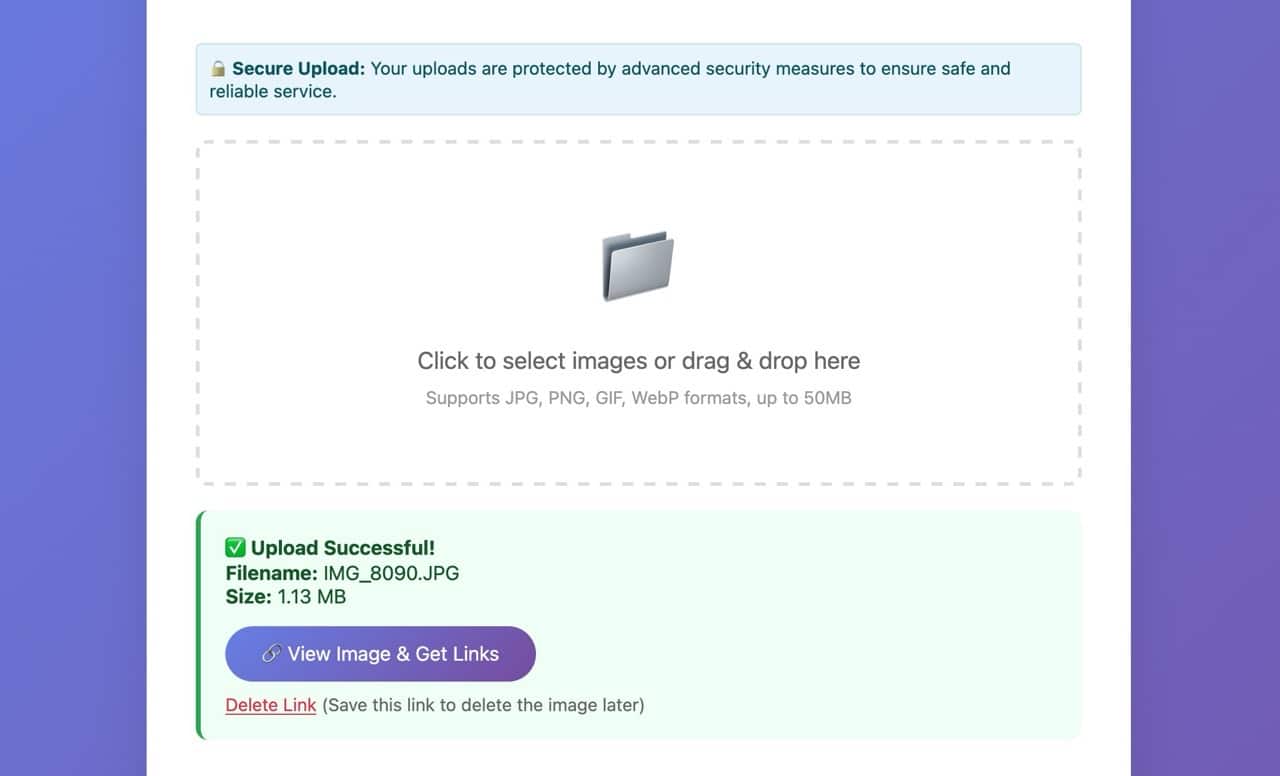 🔒 Secure Upload: Your uploads are protected by advanced security measures to ensure safe and
reliable service.
Click to select images or drag & drop here
Supports JPG, PNG, GIF, WebP formats, up to 50MB
✅ Upload Successful!
Filename: IMG_8090.JPG
Size: 1.13 MB
🔗 View Image & Get Links
Delete Link (Save this link to delete the image later)